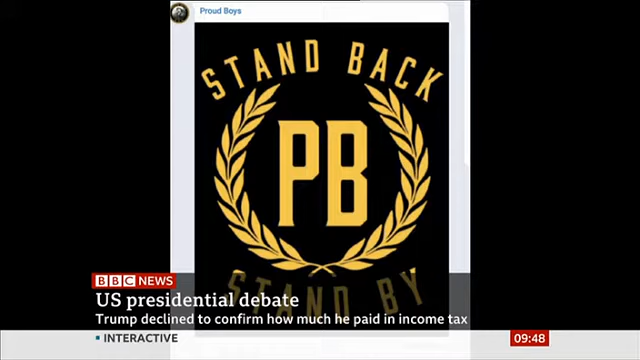 Proud Boys
STAND BACK
PB
STAND BY
BBC NEWS
US presidential debate
Trump declined to confirm how much he paid in income tax
INTERACTIVE
09:48